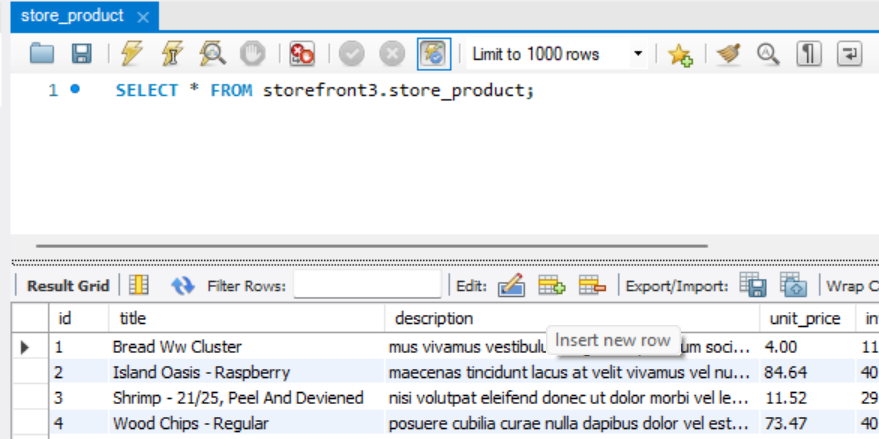 store_product
Limit to 1000 rows
1 SELECT * FROM storefront3.store_product;
Result Grid Filter Rows: Edit: Export/Import: Wrap C
id title description unit_price in
1 Bread Ww Cluster mus vivamus vestibulu um soci... 4.00 11
Insert new row
2 Island Oasis - Raspberry maecenas tincidunt lacus at velit vivamus vel nu... 84.64 40
3 Shrimp - 21/25, Peel And Deviened nisi volutpat eleifend donec ut dolor morbi vel le... 11.52 29
4 Wood Chips - Regular posuere cubilia curae nulla dapibus dolor vel est... 73.47 40